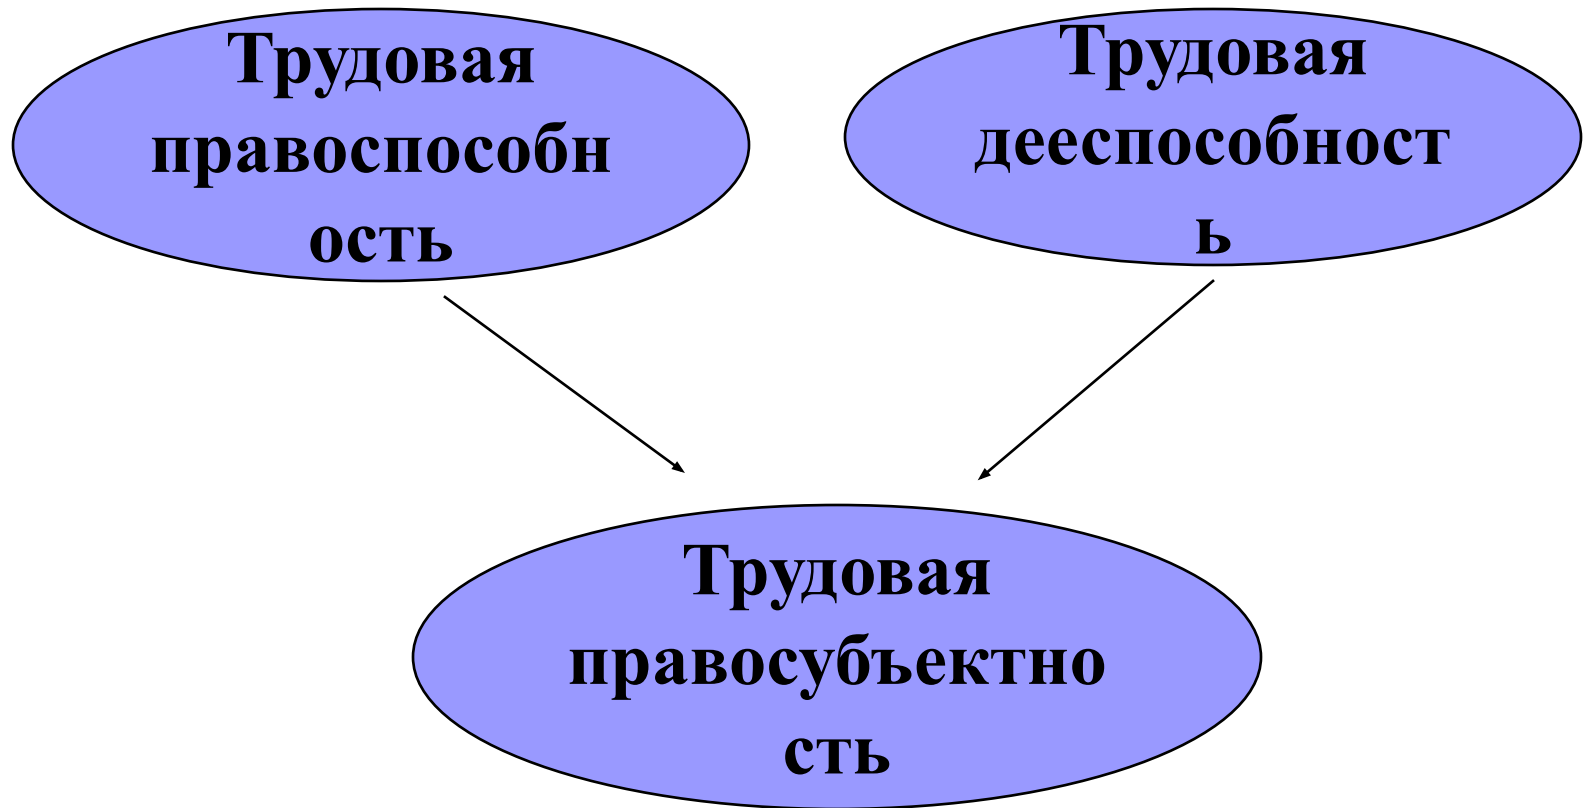 Трудовая
правоспособн
ость
Трудовая
дееспособност
ь
Трудовая
правосубъектно
сть